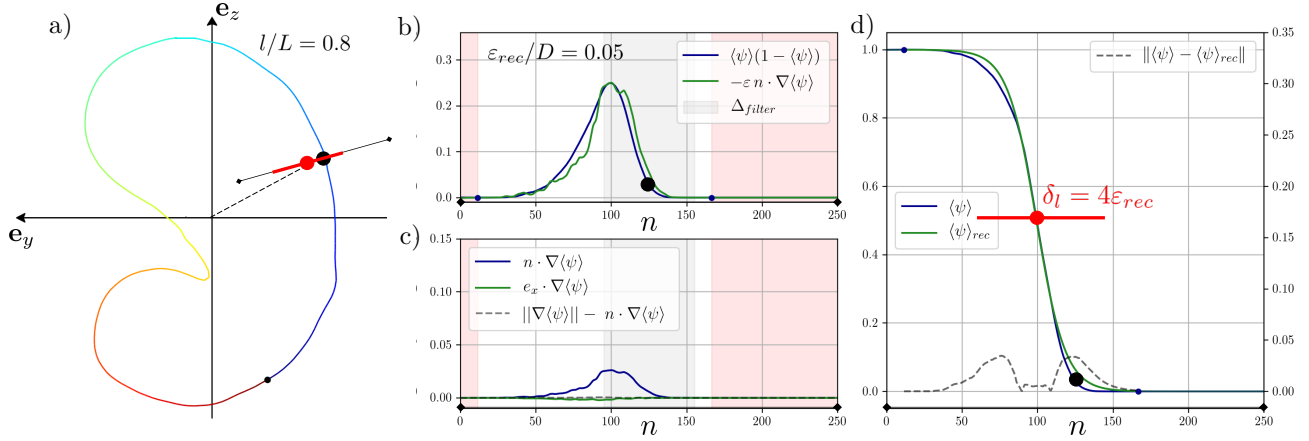 a)
e_z
l/L = 0.8
e_y
b)
ε_rec/D = 0.05
⟨ψ⟩(1 − ⟨ψ⟩)
−ε n · ∇⟨ψ⟩
Δ_filter
0.3
0.2
0.1
0.0
0 50 100 150 200 250
n
c)
n · ∇⟨ψ⟩
e_x · ∇⟨ψ⟩
||∇⟨ψ⟩|| − n · ∇⟨ψ⟩
0.15
0.10
0.05
0.00
0 50 100 150 200 250
n
d)
∥⟨ψ⟩ − ⟨ψ⟩_rec∥
δ_l = 4ε_rec
⟨ψ⟩
⟨ψ⟩_rec
1.0
0.8
0.6
0.4
0.2
0.0
0.35
0.30
0.25
0.20
0.15
0.10
0.05
0.00
0 50 100 150 200 250
n